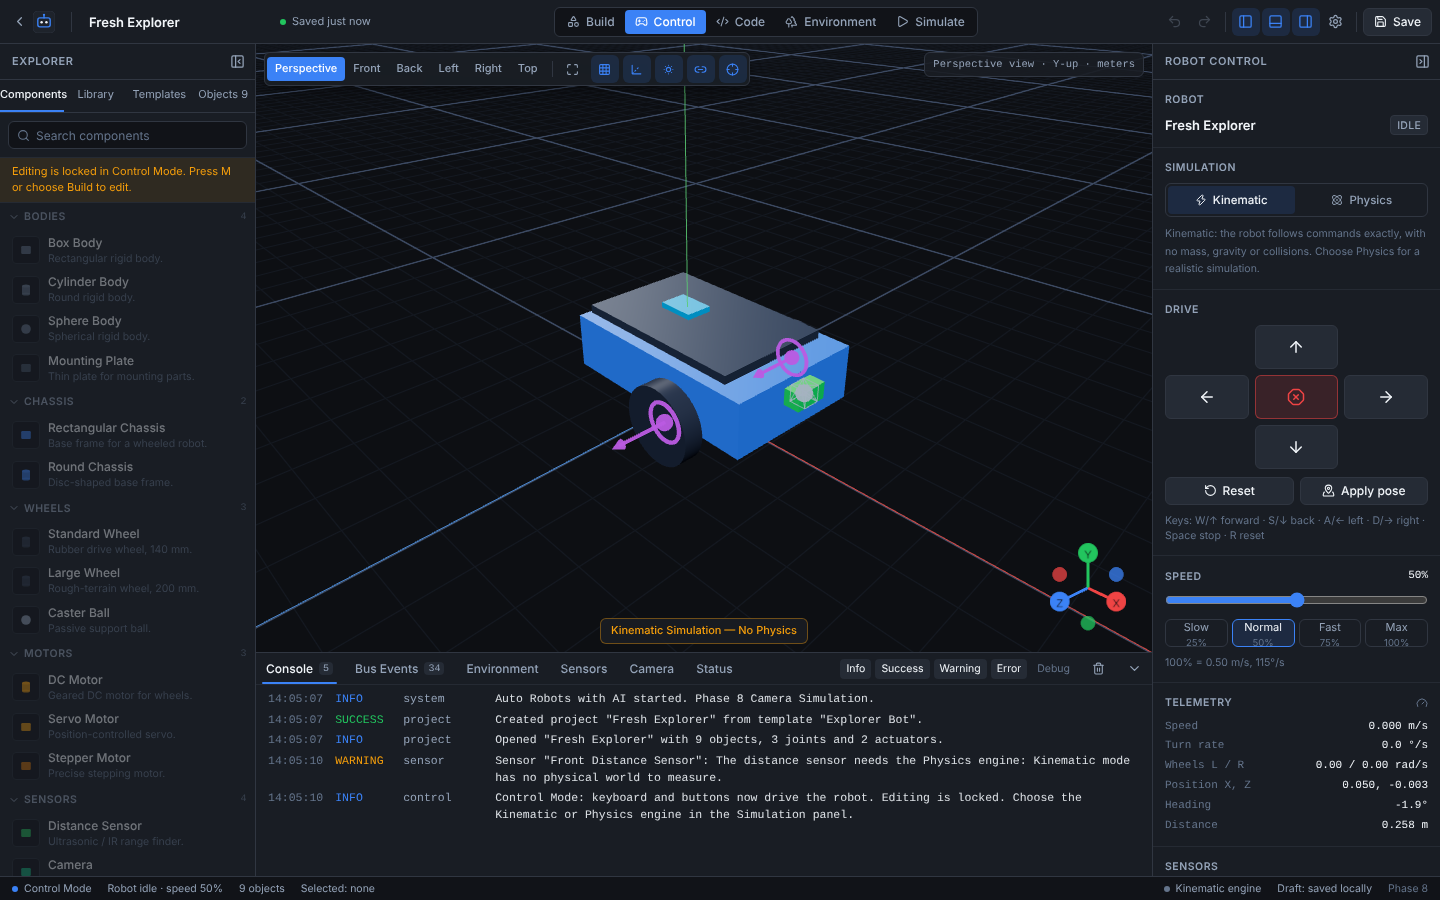 Fresh Explorer
Saved just now
Build
Control
Code
Environment
Simulate
Save
EXPLORER
Components
Library
Templates
Objects 9
Search components
Editing is locked in Control Mode. Press M
or choose Build to edit.
BODIES 4
Box Body
Rectangular rigid body.
Cylinder Body
Round rigid body.
Sphere Body
Spherical rigid body.
Mounting Plate
Thin plate for mounting parts.
CHASSIS 2
Rectangular Chassis
Base frame for a wheeled robot.
Round Chassis
Disc-shaped base frame.
WHEELS 3
Standard Wheel
Rubber drive wheel, 140 mm.
Large Wheel
Rough-terrain wheel, 200 mm.
Caster Ball
Passive support ball.
MOTORS 3
DC Motor
Geared DC motor for wheels.
Servo Motor
Position-controlled servo.
Stepper Motor
Precise stepping motor.
SENSORS 4
Distance Sensor
Ultrasonic / IR range finder.
Camera
Perspective
Front
Back
Left
Right
Top
Perspective view · Y-up · meters
Y
Z
X
Kinematic Simulation — No Physics
Console 5
Bus Events 34
Environment
Sensors
Camera
Status
Info
Success
Warning
Error
Debug
14:05:07 INFO system Auto Robots with AI started. Phase 8 Camera Simulation.
14:05:07 SUCCESS project Created project "Fresh Explorer" from template "Explorer Bot".
14:05:07 INFO project Opened "Fresh Explorer" with 9 objects, 3 joints and 2 actuators.
14:05:10 WARNING sensor Sensor "Front Distance Sensor": The distance sensor needs the Physics engine: Kinematic mode
has no physical world to measure.
14:05:10 INFO control Control Mode: keyboard and buttons now drive the robot. Editing is locked. Choose the
Kinematic or Physics engine in the Simulation panel.
ROBOT CONTROL
ROBOT
Fresh Explorer
IDLE
SIMULATION
Kinematic
Physics
Kinematic: the robot follows commands exactly, with
no mass, gravity or collisions. Choose Physics for a
realistic simulation.
DRIVE
Reset
Apply pose
Keys: W/↑ forward · S/↓ back · A/← left · D/→ right ·
Space stop · R reset
SPEED 50%
Slow
25%
Normal
50%
Fast
75%
Max
100%
100% = 0.50 m/s, 115°/s
TELEMETRY
Speed 0.000 m/s
Turn rate 0.0 °/s
Wheels L / R 0.00 / 0.00 rad/s
Position X, Z 0.050, -0.003
Heading -1.9°
Distance 0.258 m
SENSORS
Control Mode
Robot idle · speed 50%
9 objects
Selected: none
Kinematic engine
Draft: saved locally
Phase 8